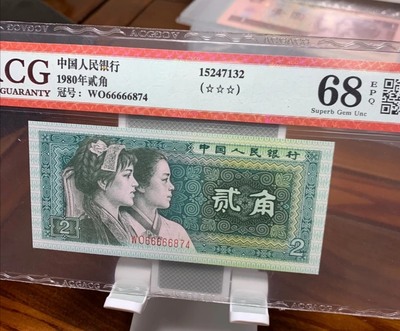 ACG
GUARANTY
中国人民银行
1980年贰角
冠号：WO66666874
15247132
(☆☆☆)
68 EPQ
Superb Gem Unc
中国人民银行
贰角
2
WO66666874
2